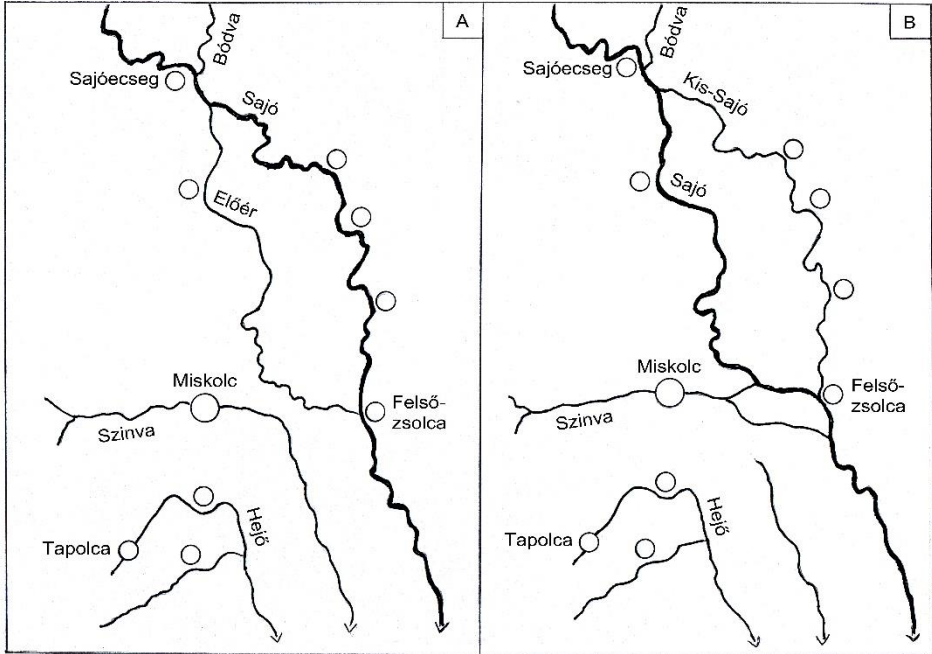 A
Bódva
Sajóecseg
Sajó
Előér
Miskolc
Felső-
zsolca
Szinva
Hejő
Tapolca
B
Bódva
Sajóecseg
Kis-Sajó
Sajó
Miskolc
Felső-
zsolca
Szinva
Hejő
Tapolca